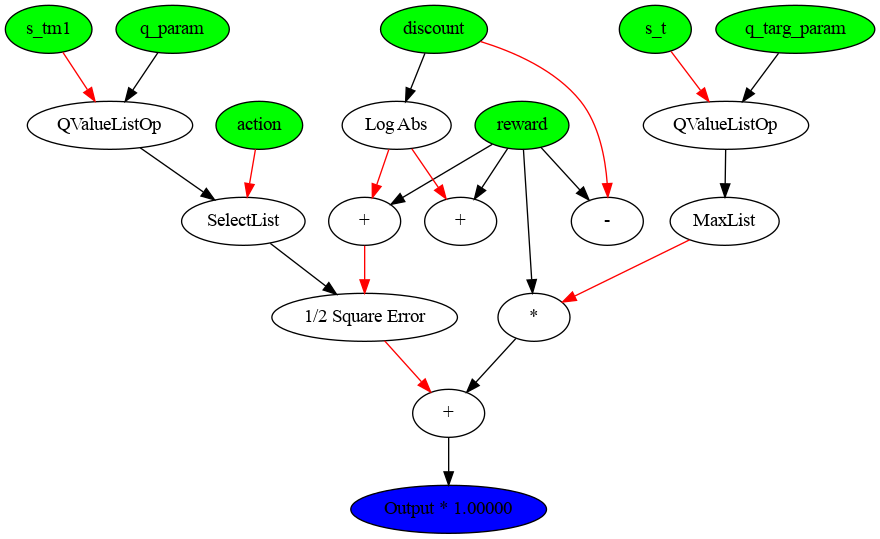 s_tm1
q_param
discount
s_t
q_targ_param
QValueListOp
action
Log Abs
reward
QValueListOp
SelectList
+
+
-
MaxList
1/2 Square Error
*
+
Output * 1.00000